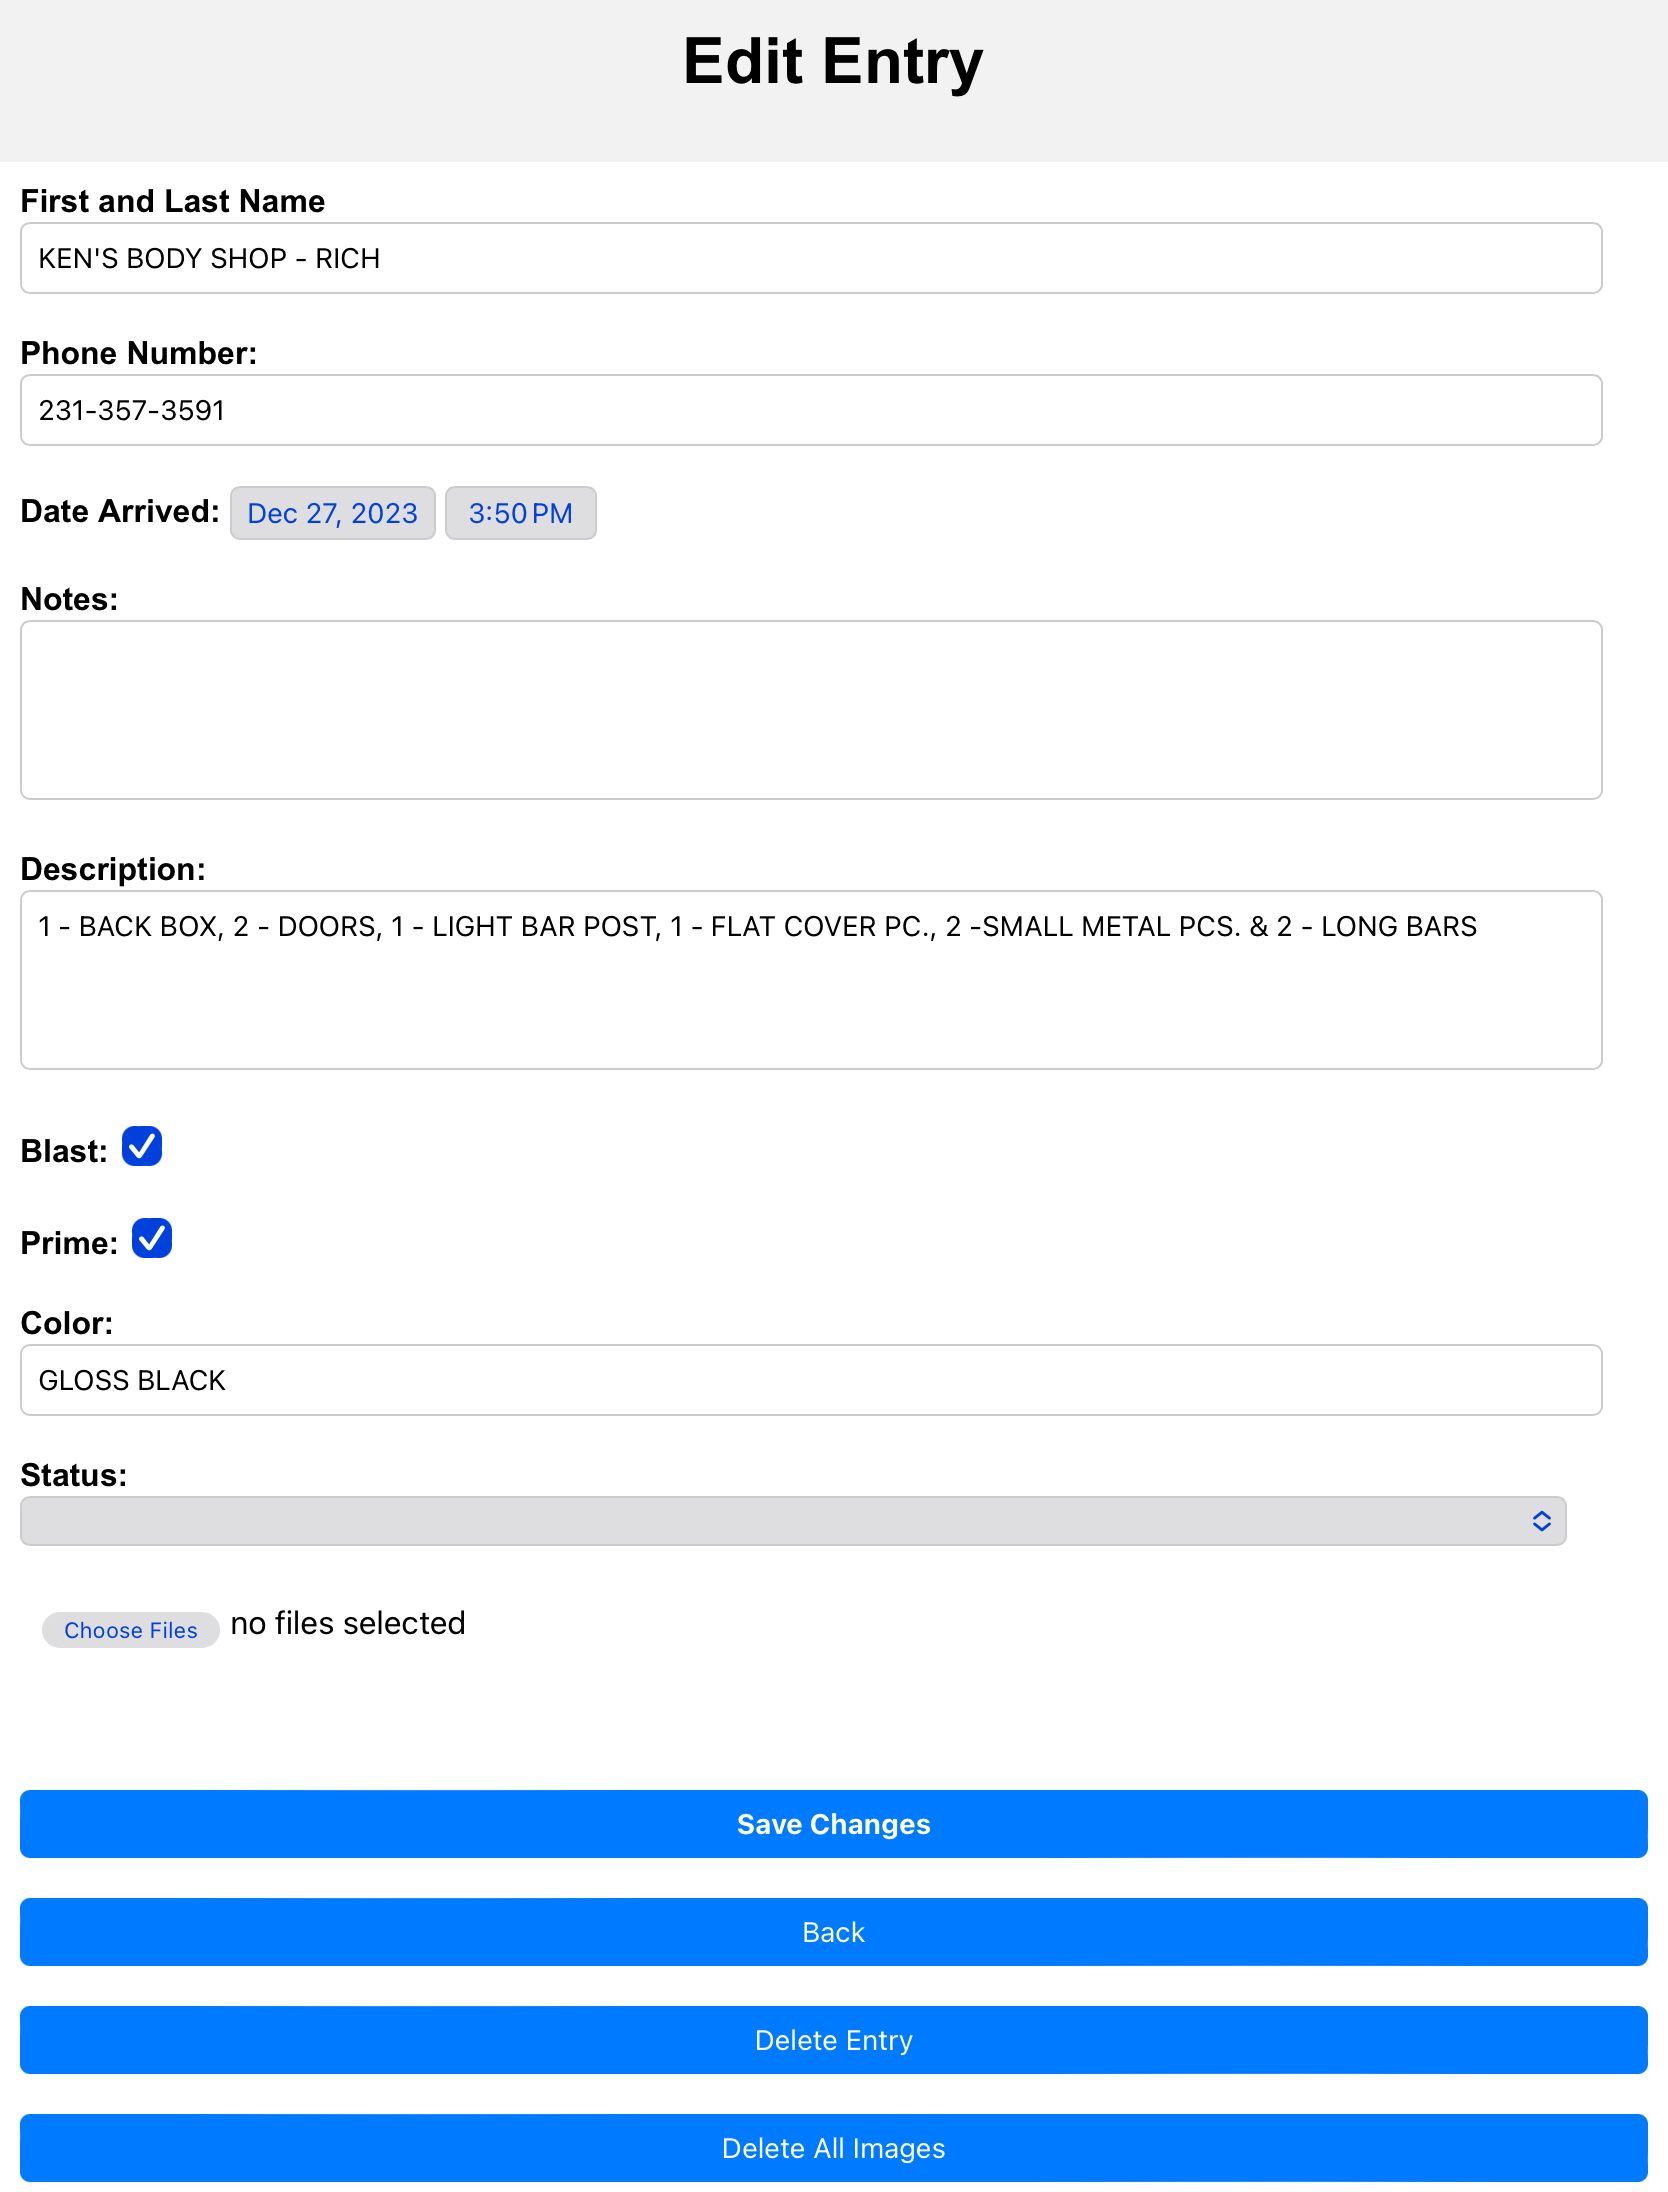 Edit Entry
First and Last Name
KEN'S BODY SHOP - RICH
Phone Number:
231-357-3591
Date Arrived: Dec 27, 2023 3:50 PM
Notes:
Description:
1 - BACK BOX, 2 - DOORS, 1 - LIGHT BAR POST, 1 - FLAT COVER PC., 2 -SMALL METAL PCS. & 2 - LONG BARS
Blast:
Prime:
Color:
GLOSS BLACK
Status:
Choose Files no files selected
Save Changes
Back
Delete Entry
Delete All Images